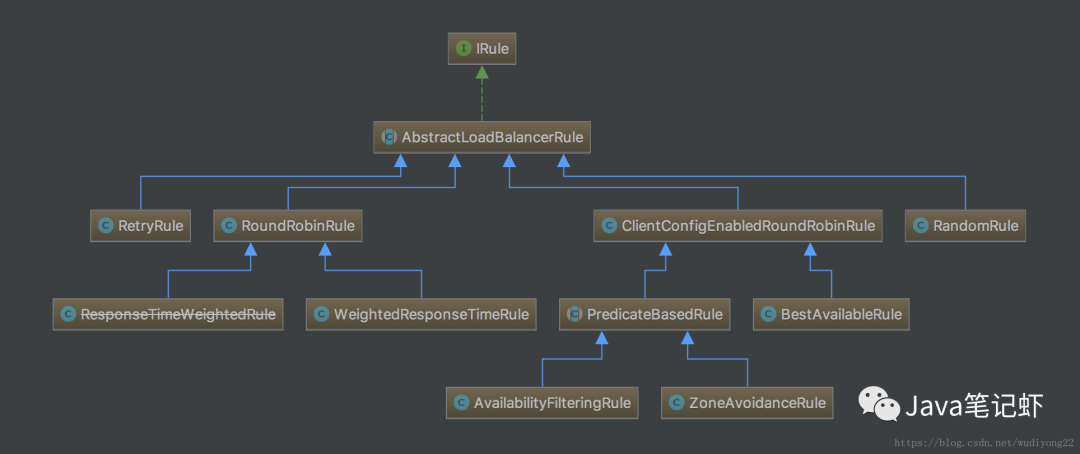 IRule
AbstractLoadBalancerRule
RetryRule
RoundRobinRule
ClientConfigEnabledRoundRobinRule
RandomRule
ResponseTimeWeightedRule
WeightedResponseTimeRule
PredicateBasedRule
BestAvailableRule
AvailabilityFilteringRule
ZoneAvoidanceRule
Java笔记虾
https://blog.csdn.net/wudiyong22